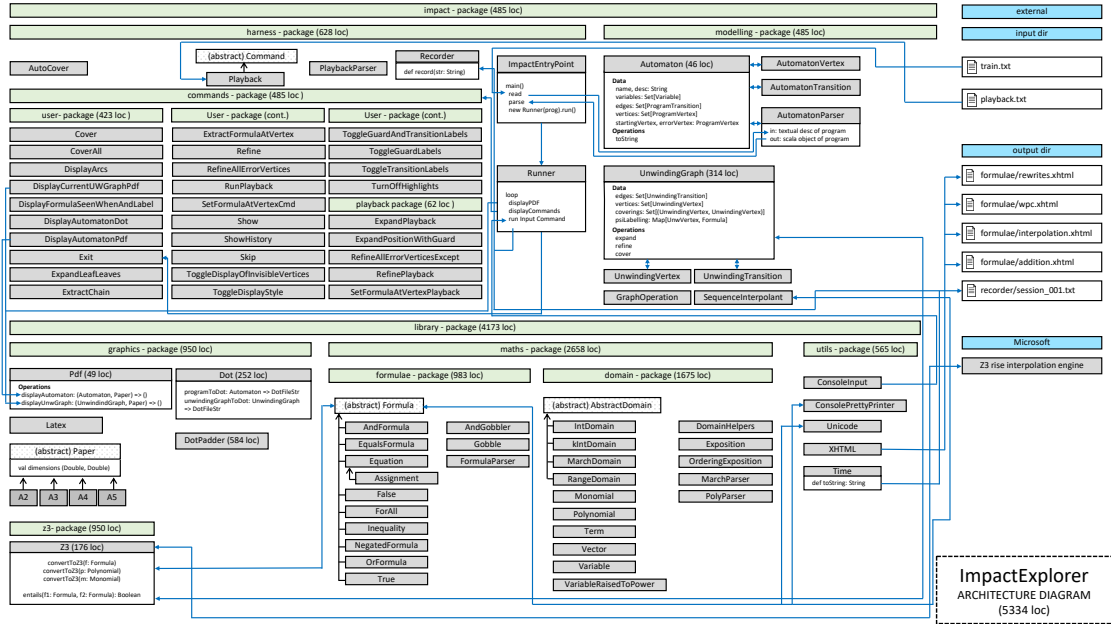 impact - package (485 loc)
external
harness - package (628 loc)
modelling - package (485 loc)
input dir
AutoCover
(abstract) Command
Playback
PlaybackParser
Recorder
def record(str: String)
ImpactEntryPoint
main()
read
parse
new Runner(prog).run()
Automaton (46 loc)
Data
name, desc: String
variables: Set[Variable]
edges: Set[ProgramTransition]
vertices: Set[ProgramVertex]
startingVertex, errorVertex: ProgramVertex
Operations
toString
AutomatonVertex
AutomatonTransition
AutomatonParser
in: textual desc of program
out: scala object of program
train.txt
playback.txt
commands - package (485 loc )
user- package (423 loc)
User - package (cont.)
User - package (cont.)
Cover
CoverAll
DisplayArcs
DisplayCurrentUWGraphPdf
DisplayFormulaSeenWhenAndLabel
DisplayAutomatonDot
DisplayAutomatonPdf
Exit
ExpandLeafLeaves
ExtractChain
ExtractFormulaAtVertex
Refine
RefineAllErrorVertices
RunPlayback
SetFormulaAtVertexCmd
Show
ShowHistory
Skip
ToggleDisplayOfInvisibleVertices
ToggleDisplayStyle
ToggleGuardAndTransitionLabels
ToggleGuardLabels
ToggleTransitionLabels
TurnOffHighlights
playback package (62 loc )
ExpandPlayback
ExpandPositionWithGuard
RefineAllErrorVerticesExcept
RefinePlayback
SetFormulaAtVertexPlayback
Runner
loop
displayPDF
displayCommands
run Input Command
UnwindingGraph (314 loc)
Data
edges: Set[UnwindingTransition]
vertices: Set[UnwindingVertex]
coverings: Set[(UnwindingVertex, UnwindingVertex)]
psiLabelling: Map[UnwvVertex, Formula]
Operations
expand
refine
cover
UnwindingVertex
UnwindingTransition
GraphOperation
SequenceInterpolant
output dir
formulae/rewrites.xhtml
formulae/wpc.xhtml
formulae/interpolation.xhtml
formulae/addition.xhtml
recorder/session_001.txt
library - package (4173 loc)
Microsoft
Z3 rise interpolation engine
graphics - package (950 loc)
maths - package (2658 loc)
utils - package (565 loc)
Pdf (49 loc)
Operations
displayAutomaton: (Automaton, Paper) => ()
displayUnwGraph: (UnwindindGraph, Paper) => ()
Dot (252 loc)
programToDot: Automaton => DotFileStr
unwindingGraphToDot: UnwindingGraph
=> DotFileStr
Latex
DotPadder (584 loc)
(abstract) Paper
val dimensions (Double, Double)
A2
A3
A4
A5
z3- package (950 loc)
Z3 (176 loc)
convertToZ3(f: Formula)
convertToZ3(p: Polynomial)
convertToZ3(m: Monomial)
entails(f1: Formula, f2: Formula): Boolean
formulae - package (983 loc)
(abstract) Formula
AndFormula
EqualsFormula
Equation
Assignment
False
ForAll
Inequality
NegatedFormula
OrFormula
True
AndGobbler
Gobble
FormulaParser
domain - package (1675 loc)
(abstract) AbstractDomain
IntDomain
kIntDomain
MarchDomain
RangeDomain
Monomial
Polynomial
Term
Vector
Variable
VariableRaisedToPower
DomainHelpers
Exposition
OrderingExposition
MarchParser
PolyParser
ConsoleInput
ConsolePrettyPrinter
Unicode
XHTML
Time
def toString: String
ImpactExplorer
ARCHITECTURE DIAGRAM
(5334 loc)